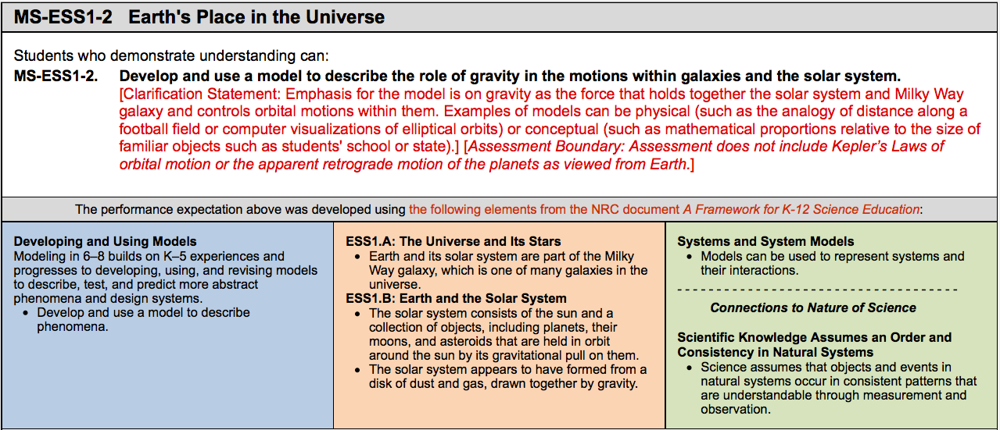 MS-ESS1-2 Earth's Place in the Universe
Students who demonstrate understanding can:
MS-ESS1-2. Develop and use a model to describe the role of gravity in the motions within galaxies and the solar system.
[Clarification Statement: Emphasis for the model is on gravity as the force that holds together the solar system and Milky Way
galaxy and controls orbital motions within them. Examples of models can be physical (such as the analogy of distance along a
football field or computer visualizations of elliptical orbits) or conceptual (such as mathematical proportions relative to the size of
familiar objects such as students' school or state).] [Assessment Boundary: Assessment does not include Kepler's Laws of
orbital motion or the apparent retrograde motion of the planets as viewed from Earth.]
The performance expectation above was developed using the following elements from the NRC document A Framework for K-12 Science Education:
Developing and Using Models
Modeling in 6–8 builds on K–5 experiences and
progresses to developing, using, and revising models
to describe, test, and predict more abstract
phenomena and design systems.
• Develop and use a model to describe
phenomena.
ESS1.A: The Universe and Its Stars
• Earth and its solar system are part of the Milky
Way galaxy, which is one of many galaxies in the
universe.
ESS1.B: Earth and the Solar System
• The solar system consists of the sun and a
collection of objects, including planets, their
moons, and asteroids that are held in orbit
around the sun by its gravitational pull on them.
• The solar system appears to have formed from a
disk of dust and gas, drawn together by gravity.
Systems and System Models
• Models can be used to represent systems and
their interactions.
- - - - - - - - - - - - - - - - - - - - - - - - - - - - - - - - - - - -
Connections to Nature of Science
Scientific Knowledge Assumes an Order and
Consistency in Natural Systems
• Science assumes that objects and events in
natural systems occur in consistent patterns that
are understandable through measurement and
observation.